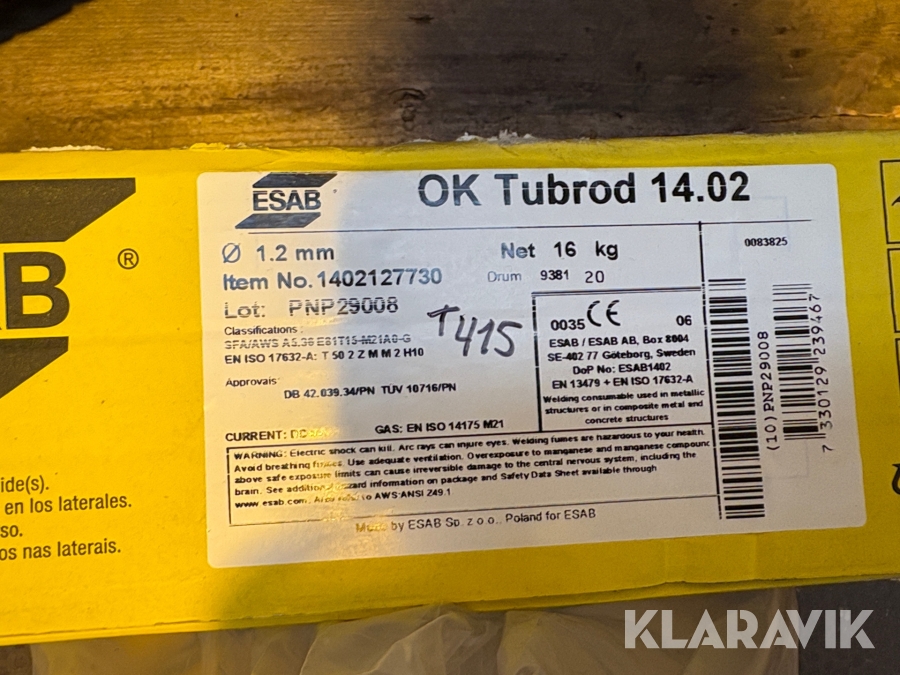 ESAB
OK Tubrod 14.02
Ø 1.2 mm
Net 16 kg
0083825
Item No.1402127730
Drum 9381 20
Lot: PNP29008
T415
Classifications :
SFA/AWS A5.36 E81T15-M21A8-G
EN ISO 17632-A: T 50 2 Z M M 2 H10
Approvals
DB 42.039.34/PN TÜV 10716/PN
0035 CE 06
ESAB / ESAB AB, Box 8004
SE-402 77 Göteborg, Sweden
DoP No: ESAB1402
EN 13479 + EN ISO 17632-A
Welding consumable used in metallic
structures or in composite metal and
concrete structures
CURRENT:
GAS: EN ISO 14175 M21
WARNING: Electric shock can kill. Arc rays can injure eyes. Welding fumes are hazardous to your health.
Avoid breathing fumes. Use adequate ventilation. Overexposure to manganese and manganese compound
above safe exposure limits can cause irreversible damage to the central nervous system, including the
brain. See additional hazard information on package and Safety Data Sheet available through
www.esab.com. Also refer to AWS-ANSI Z49.1
Made by ESAB Sp. z o.o., Poland for ESAB
(10)PNP29008
7330129239467
AB ®
ide(s).
en los laterales.
so.
os nas laterais.
KLARAVIK